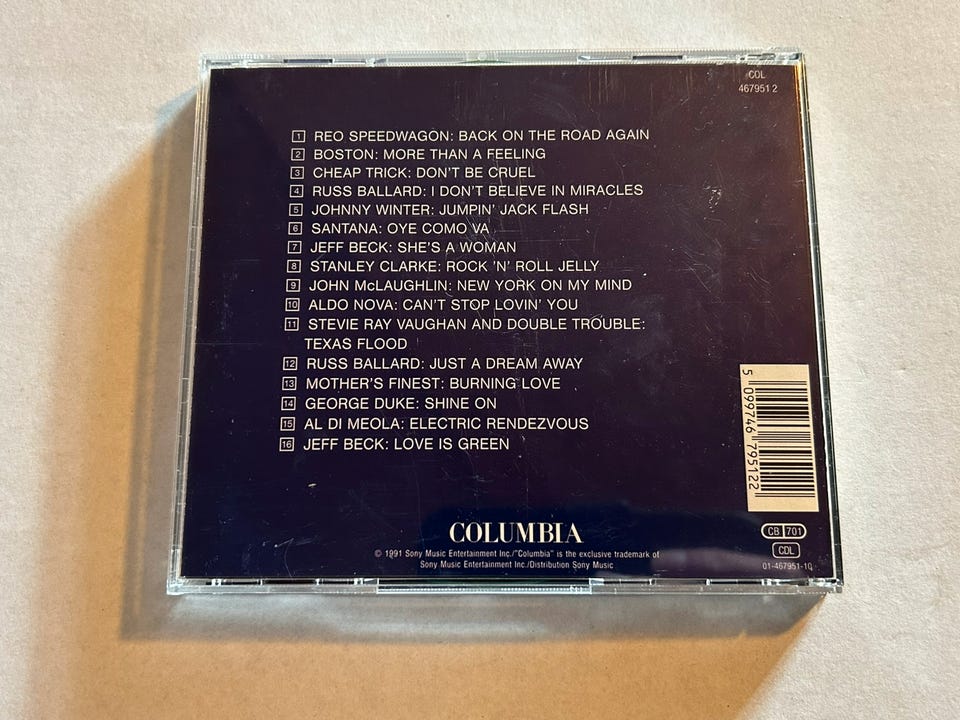 COL
467951 2
1 REO SPEEDWAGON: BACK ON THE ROAD AGAIN
2 BOSTON: MORE THAN A FEELING
3 CHEAP TRICK: DON'T BE CRUEL
4 RUSS BALLARD: I DON'T BELIEVE IN MIRACLES
5 JOHNNY WINTER: JUMPIN' JACK FLASH
6 SANTANA: OYE COMO VA
7 JEFF BECK: SHE'S A WOMAN
8 STANLEY CLARKE: ROCK 'N' ROLL JELLY
9 JOHN McLAUGHLIN: NEW YORK ON MY MIND
10 ALDO NOVA: CAN'T STOP LOVIN' YOU
11 STEVIE RAY VAUGHAN AND DOUBLE TROUBLE:
TEXAS FLOOD
12 RUSS BALLARD: JUST A DREAM AWAY
13 MOTHER'S FINEST: BURNING LOVE
14 GEORGE DUKE: SHINE ON
15 AL DI MEOLA: ELECTRIC RENDEZVOUS
16 JEFF BECK: LOVE IS GREEN
5 099746 795122
COLUMBIA
© 1991 Sony Music Entertainment Inc./"Columbia" is the exclusive trademark of
Sony Music Entertainment Inc./Distribution Sony Music
CB 701
CDL
01-467951-10